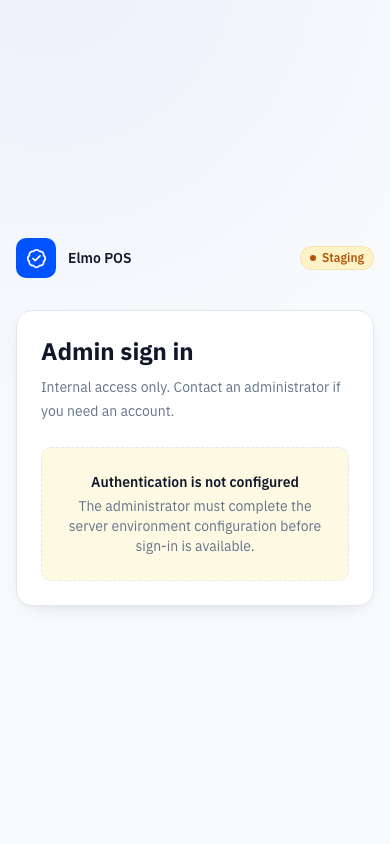 Elmo POS
Staging
Admin sign in
Internal access only. Contact an administrator if
you need an account.
Authentication is not configured
The administrator must complete the
server environment configuration before
sign-in is available.